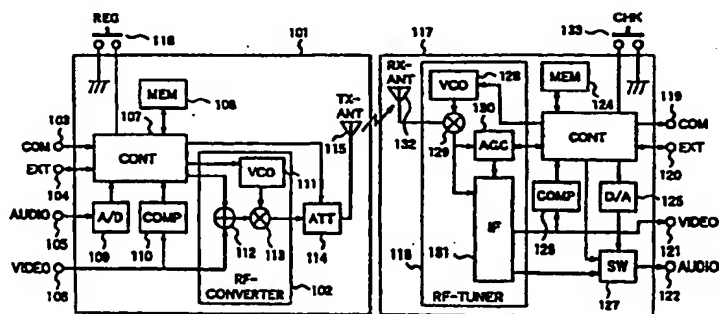 REG
116
101
117
CHK
133
RX-
ANT
TX-
ANT
MEM
108
107
VCO
128
MEM
124
103
COM
130
132
119
COM
CONT
115
129
AGC
CONT
EXT
104
VCO
111
EXT
120
AUDIO
105
A/D
COMP
ATT
COMP
D/A
125
109
110
112
113
114
IF
126
VIDEO
121
VIDEO
106
RF-
CONVERTER
102
118
131
RF-TUNER
SW
127
AUDIO
122